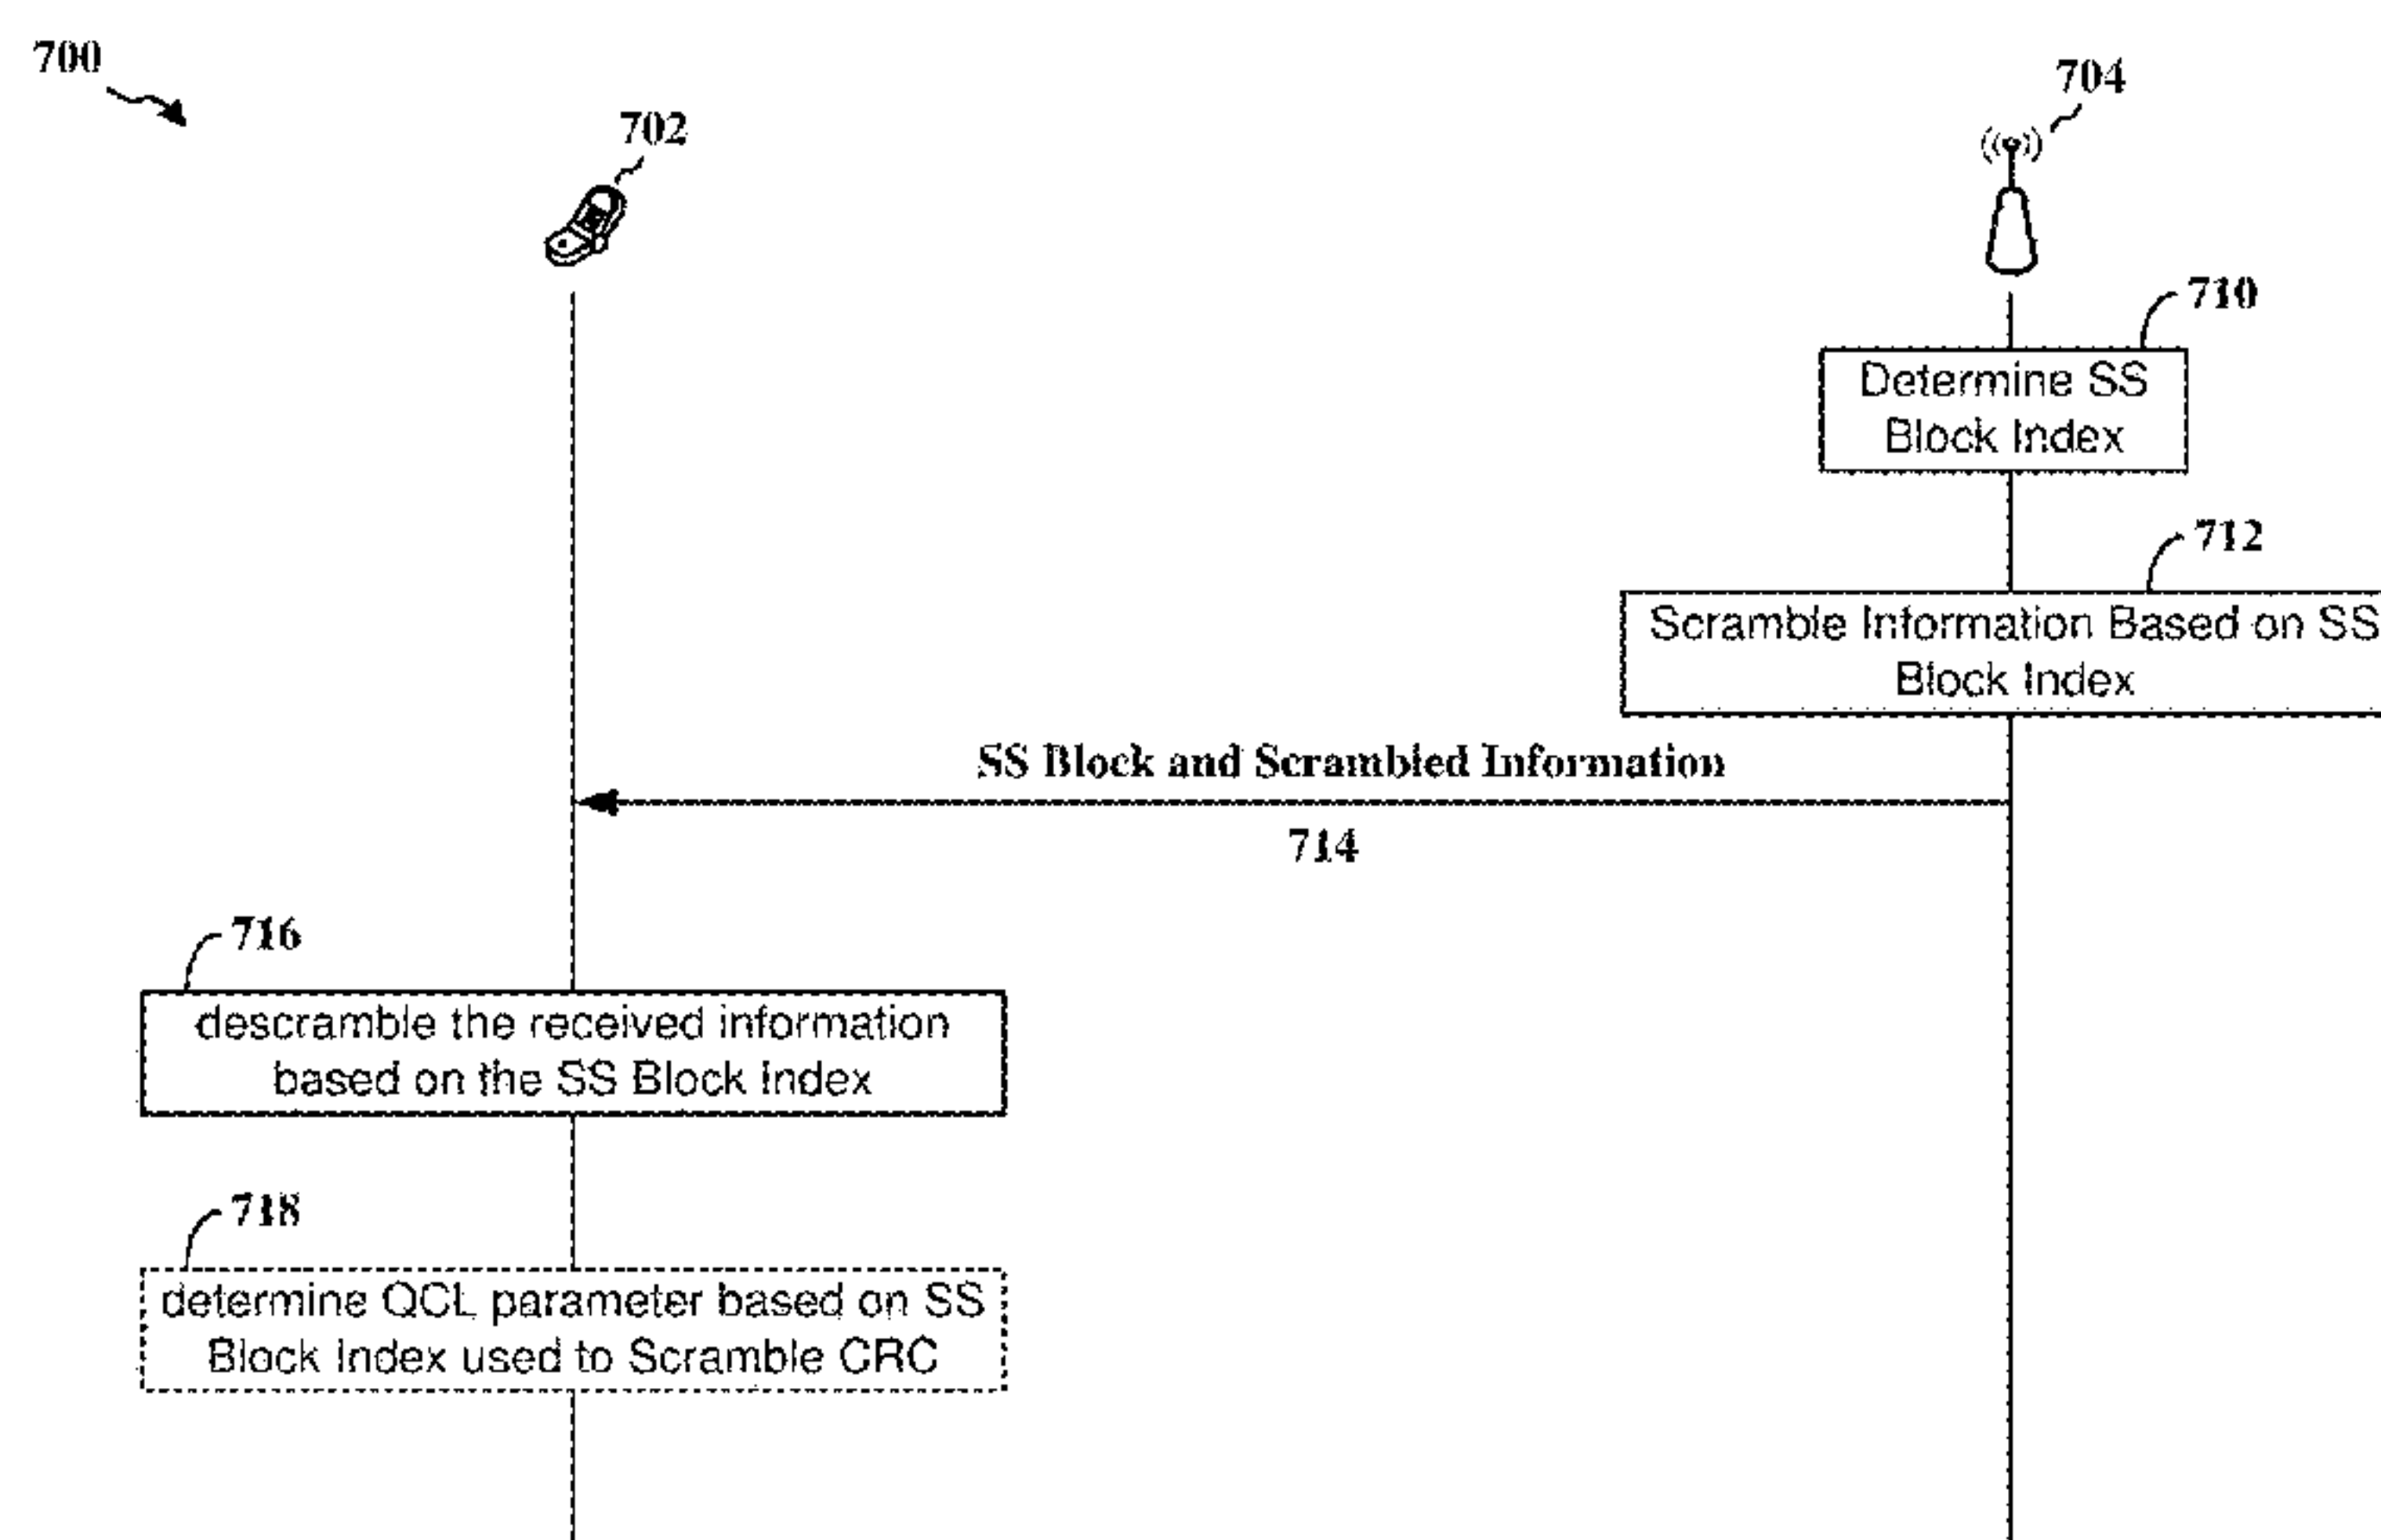 700
704
702
710
Determine SS
Block Index
712
Scramble Information Based on SS
Block Index
SS Block and Scrambled Information
714
716
descramble the received information
based on the SS Block Index
718
determine QCL parameter based on SS
Block Index used to Scramble CRC